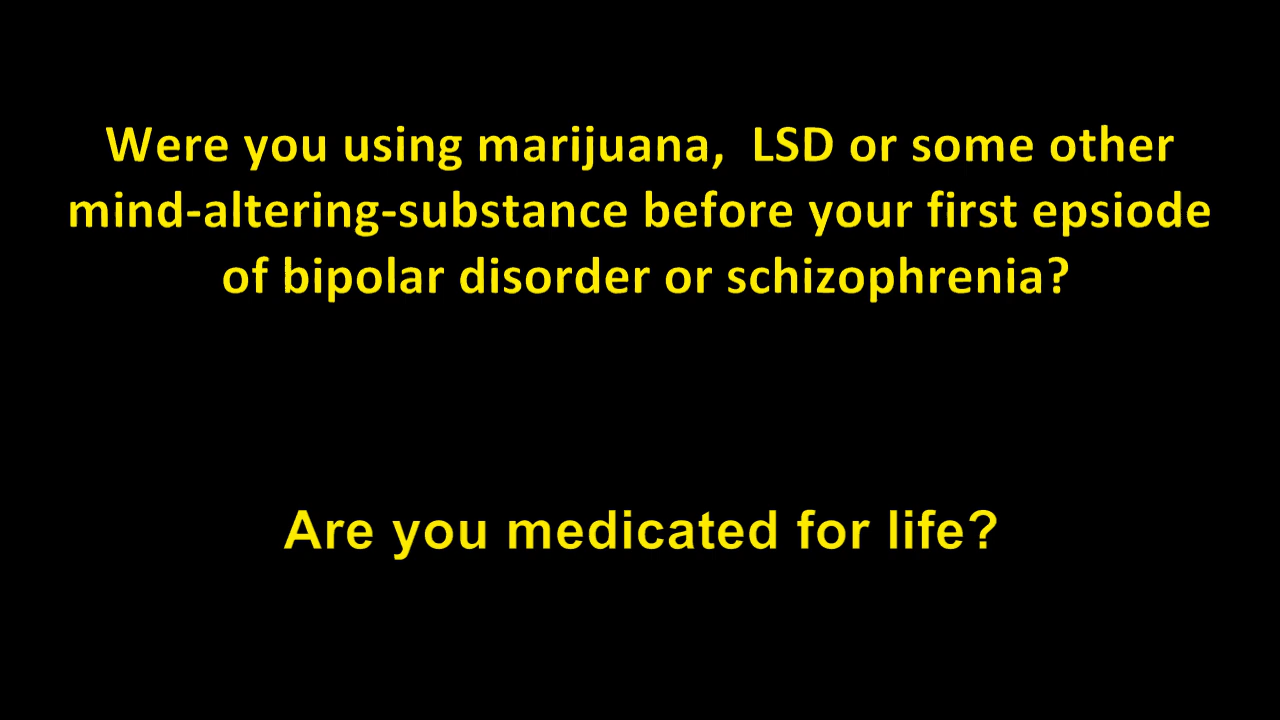 Were you using marijuana,  LSD or some other
mind-altering-substance before your first epsiode
of bipolar disorder or schizophrenia?
Are you medicated for life?